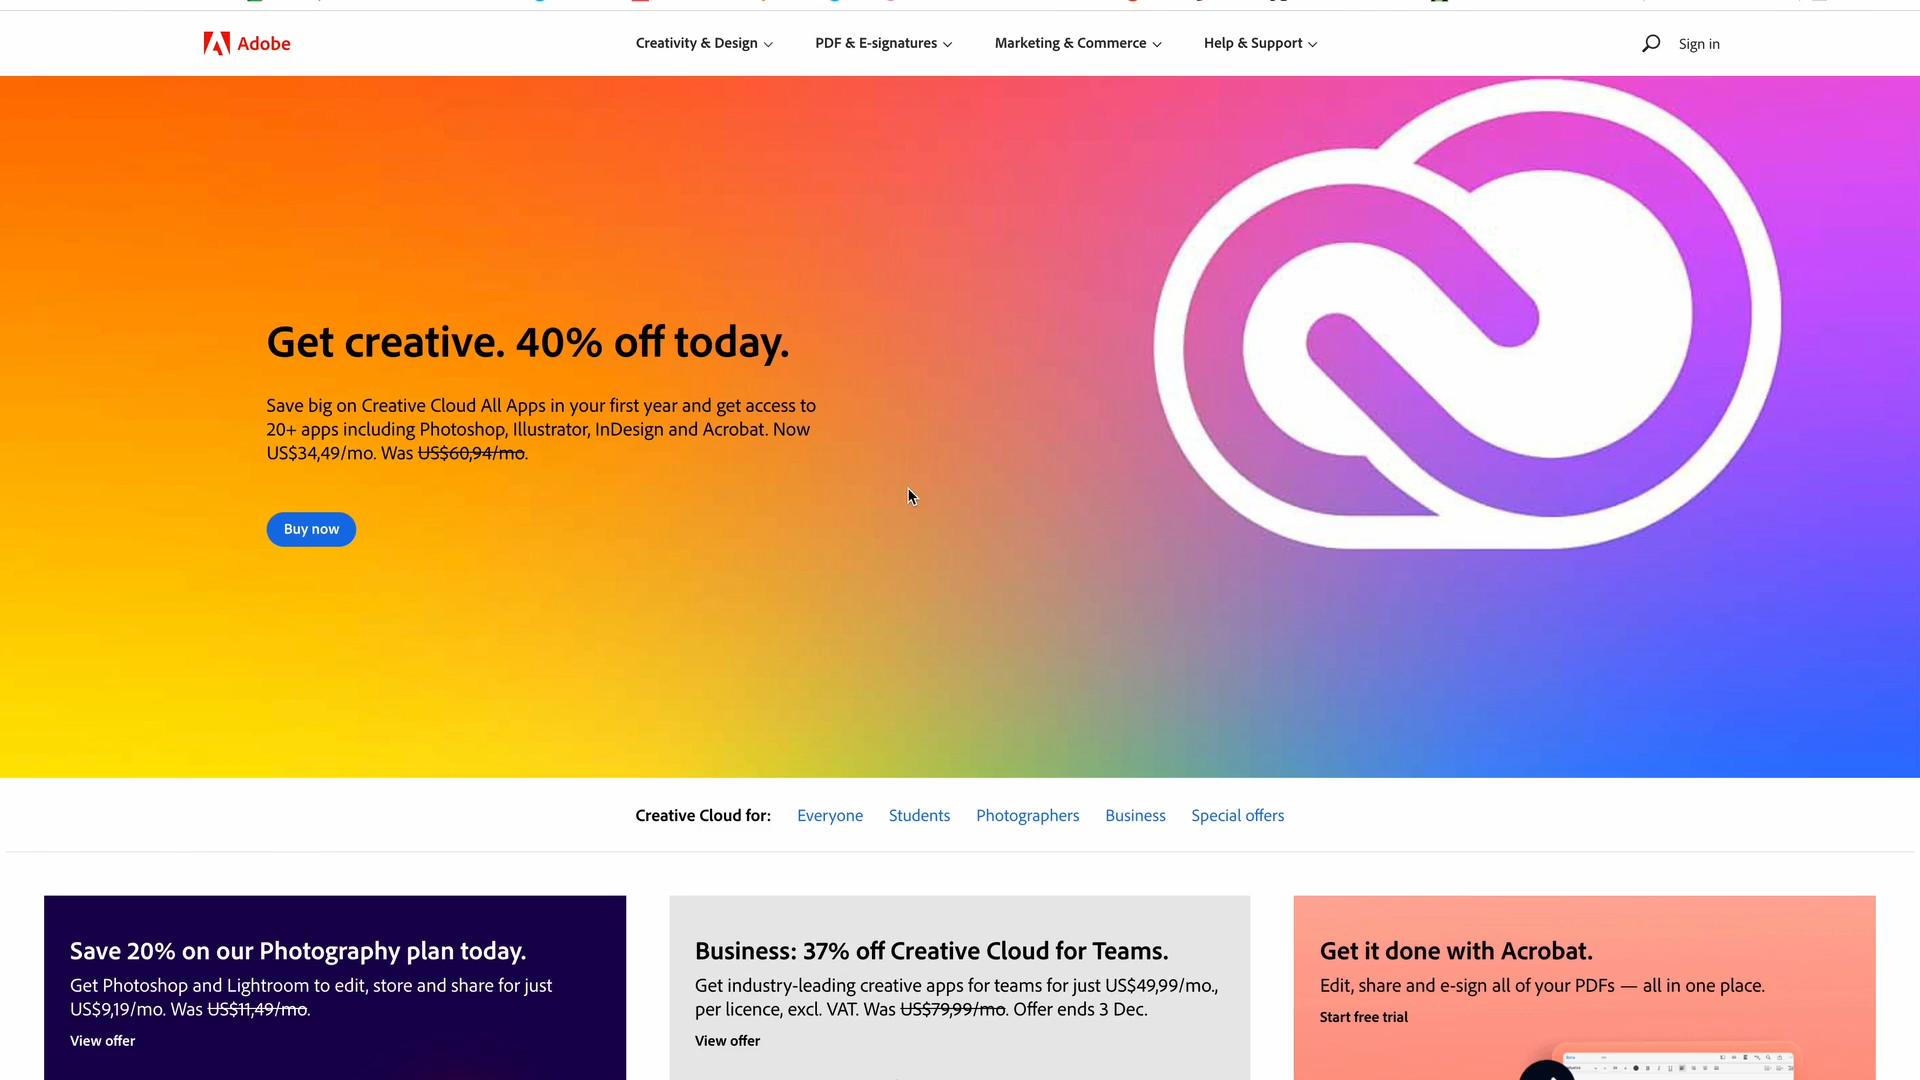 Adobe
Creativity & Design
PDF & E-signatures
Marketing & Commerce
Help & Support
Sign in
Get creative. 40% off today.
Save big on Creative Cloud All Apps in your first year and get access to
20+ apps including Photoshop, Illustrator, InDesign and Acrobat. Now
US$34,49/mo. Was US$60,94/mo.
Buy now
Creative Cloud for:
Everyone
Students
Photographers
Business
Special offers
Save 20% on our Photography plan today.
Get Photoshop and Lightroom to edit, store and share for just
US$9,19/mo. Was US$11,49/mo.
View offer
Business: 37% off Creative Cloud for Teams.
Get industry-leading creative apps for teams for just US$49,99/mo.,
per licence, excl. VAT. Was US$79,99/mo. Offer ends 3 Dec.
View offer
Get it done with Acrobat.
Edit, share and e-sign all of your PDFs — all in one place.
Start free trial